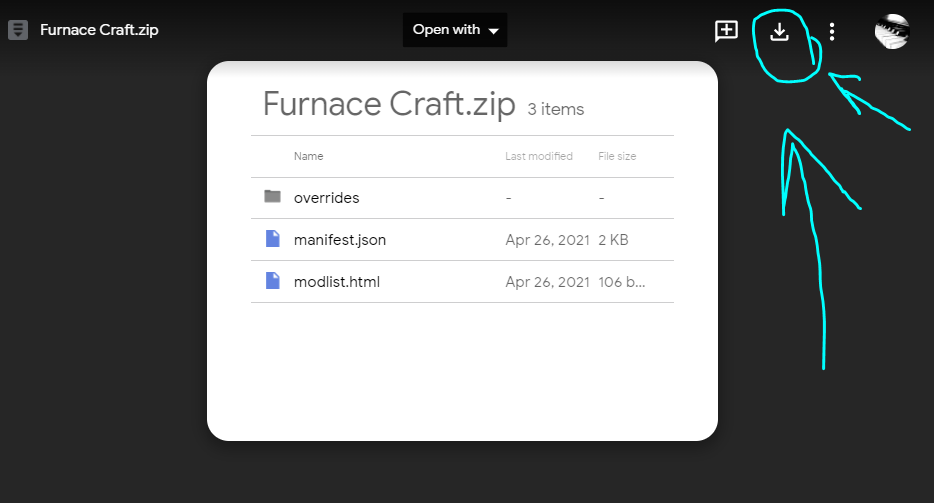 Furnace Craft.zip
Open with
Furnace Craft.zip 3 items
Name Last modified File size
overrides - -
manifest.json Apr 26, 2021 2 KB
modlist.html Apr 26, 2021 106 b...